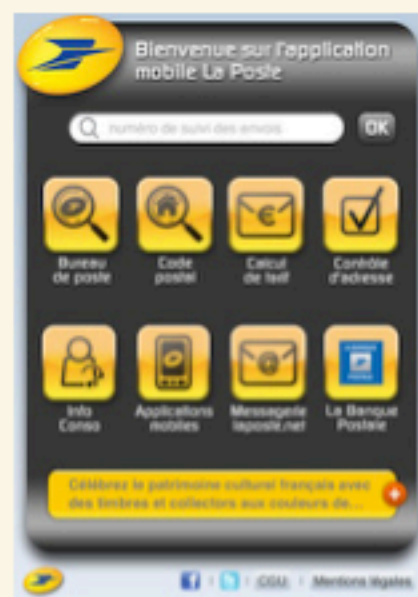 Bienvenue sur l'application
mobile La Poste
numéro de suivi des envois
OK
€
Bureau
de poste
Code
postal
Calcul
de tarif
Contrôle
d'adresse
@
Info
Conso
Applications
mobiles
Messagerie
laposte.net
La Banque
Postale
Célébrez le patrimoine culturel français avec
des timbres et collectors aux couleurs de...
f | t | CGU | Mentions légales